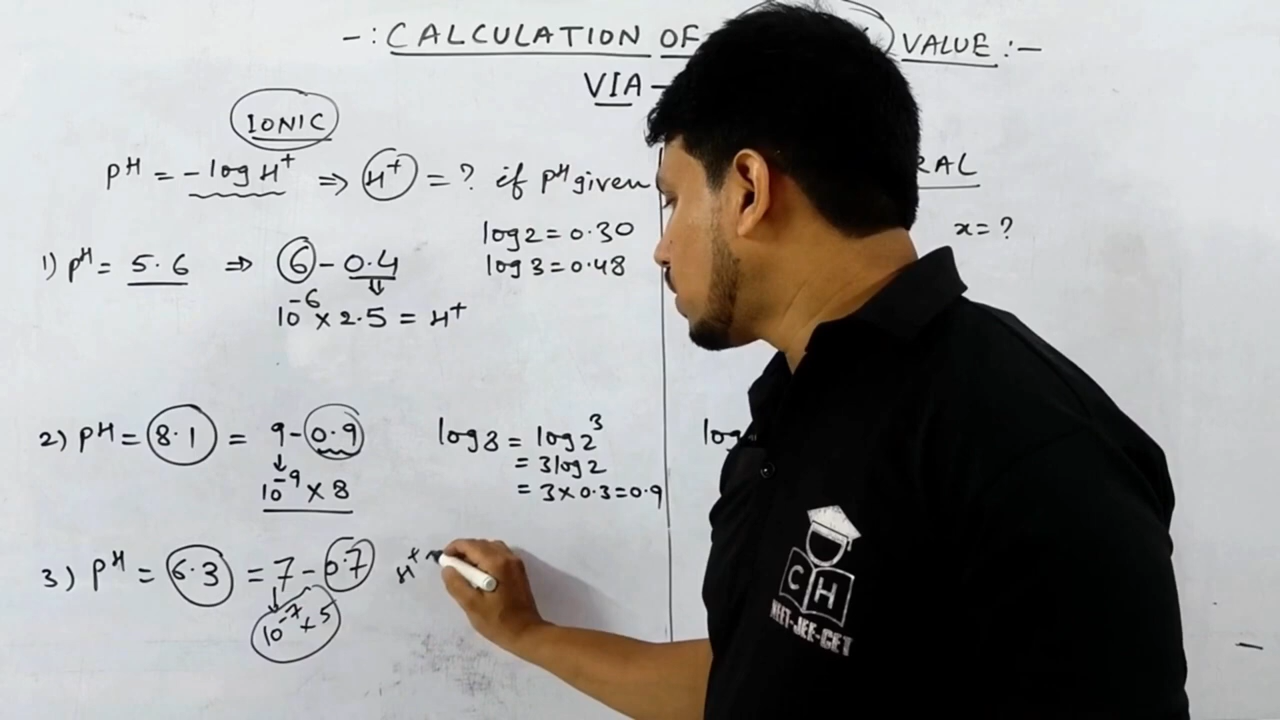 -: CALCULATION OF VALUE :-
VIA-
IONIC
pH = -log H⁺ ⇒ H⁺ = ? if pH given
log 2 = 0.30
log 3 = 0.48
1) pH = 5.6 ⇒ 6 - 0.4
10⁻⁶ × 2.5 = H⁺
2) pH = 8.1 = 9 - 0.9
10⁻⁹ × 8
log 8 = log 2³
= 3 log 2
= 3 × 0.3 = 0.9
3) pH = 6.3 = 7 - 0.7 H⁺
10⁻⁷ × 5
RAL
x = ?
log
C H
NEET-JEE-CET